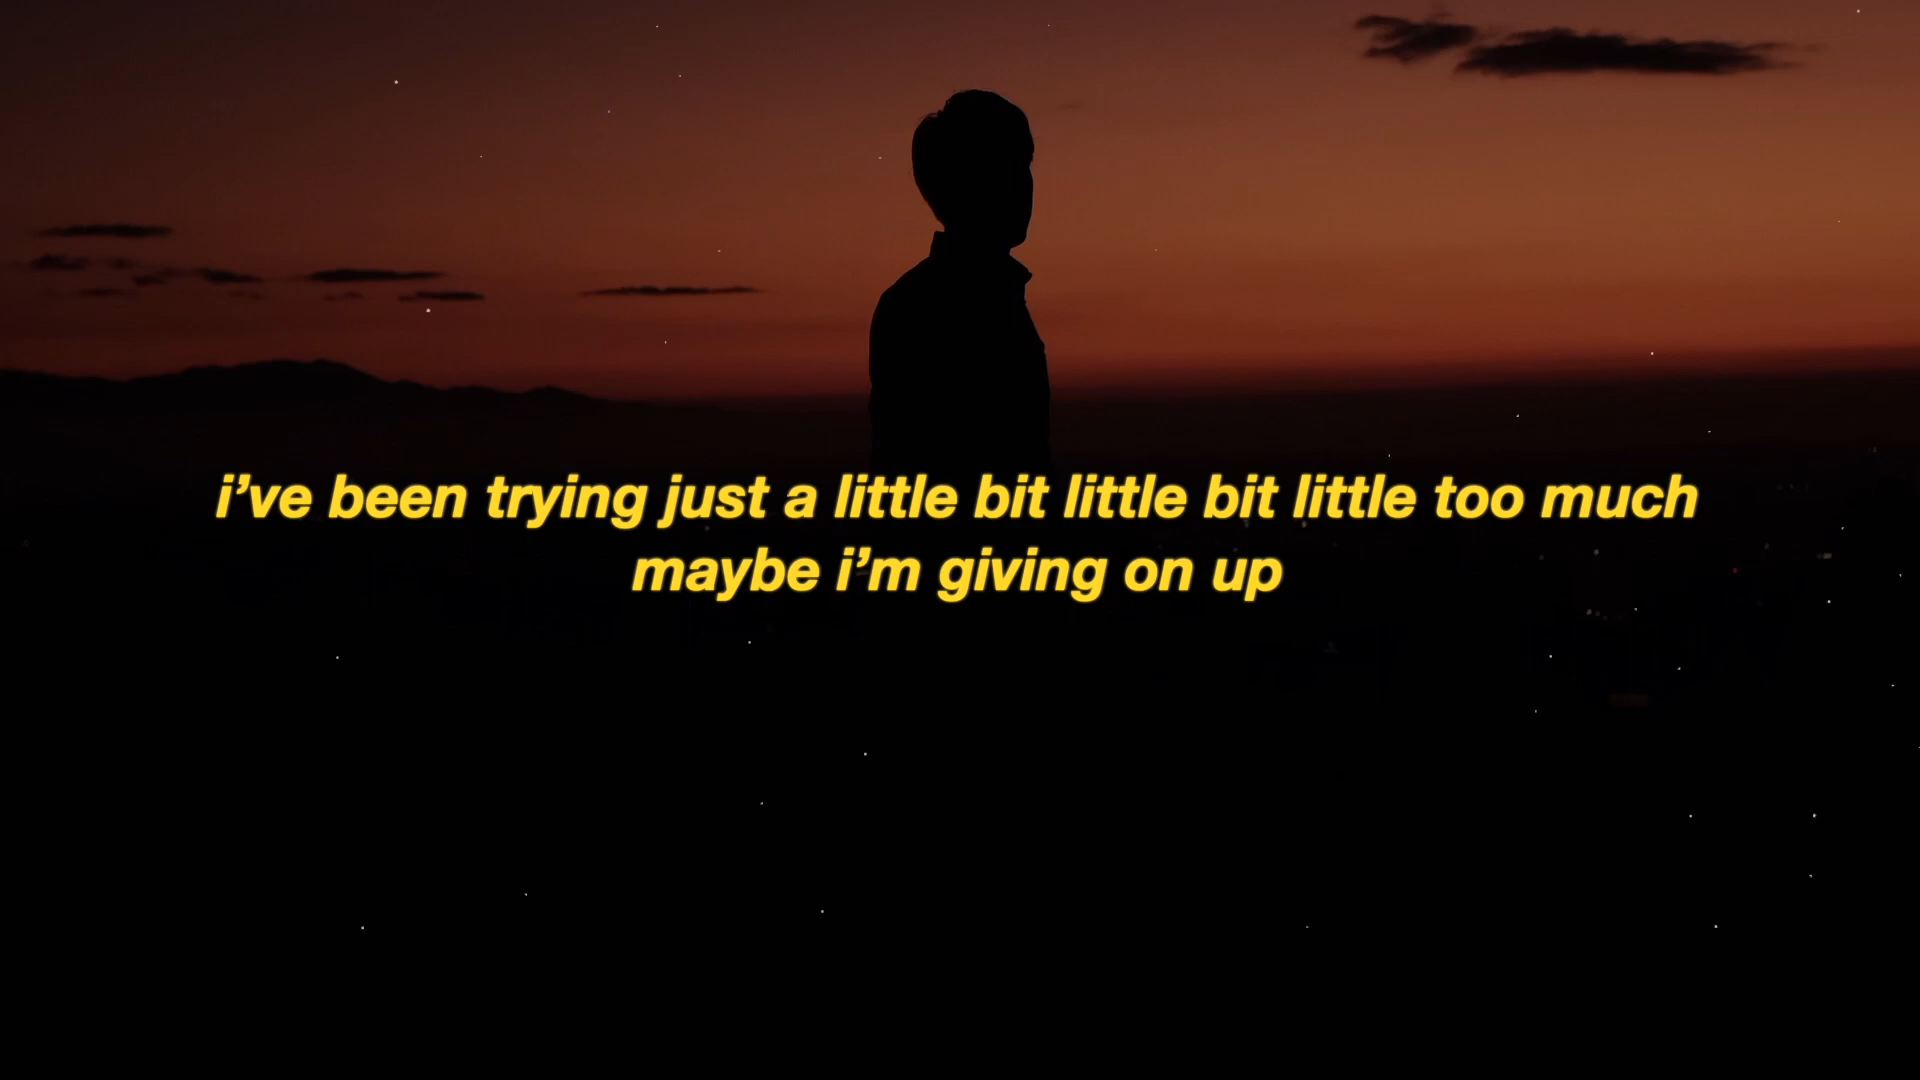 i’ve been trying just a little bit little bit little too much
maybe i’m giving on up